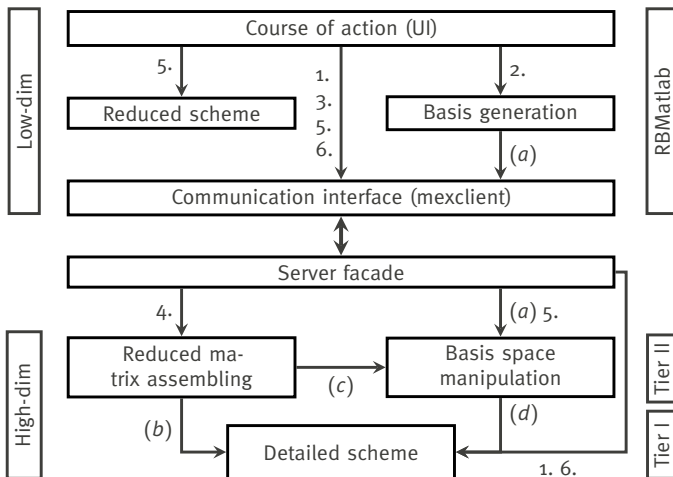 Course of action (UI)
5.
1.
3.
5.
6.
2.
Reduced scheme
Basis generation
(a)
Communication interface (mexclient)
Low-dim
RBMatlab
Server facade
4.
(a) 5.
Reduced ma-
trix assembling
(c)
Basis space
manipulation
(b)
(d)
Detailed scheme
1. 6.
High-dim
Tier II
Tier I